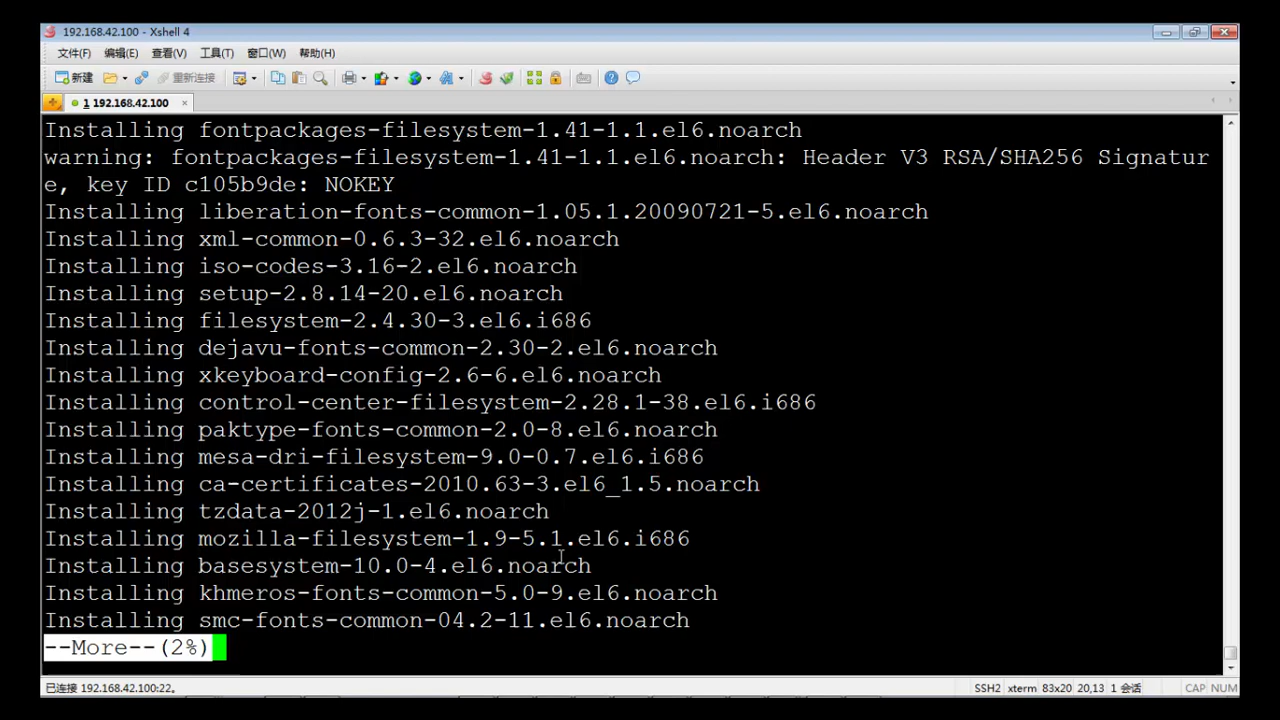 192.168.42.100 - Xshell 4
文件(F) 编辑(E) 查看(V) 工具(T) 窗口(W) 帮助(H)
新建 重新连接
1 192.168.42.100
Installing fontpackages-filesystem-1.41-1.1.el6.noarch
warning: fontpackages-filesystem-1.41-1.1.el6.noarch: Header V3 RSA/SHA256 Signatur
e, key ID c105b9de: NOKEY
Installing liberation-fonts-common-1.05.1.20090721-5.el6.noarch
Installing xml-common-0.6.3-32.el6.noarch
Installing iso-codes-3.16-2.el6.noarch
Installing setup-2.8.14-20.el6.noarch
Installing filesystem-2.4.30-3.el6.i686
Installing dejavu-fonts-common-2.30-2.el6.noarch
Installing xkeyboard-config-2.6-6.el6.noarch
Installing control-center-filesystem-2.28.1-38.el6.i686
Installing paktype-fonts-common-2.0-8.el6.noarch
Installing mesa-dri-filesystem-9.0-0.7.el6.i686
Installing ca-certificates-2010.63-3.el6_1.5.noarch
Installing tzdata-2012j-1.el6.noarch
Installing mozilla-filesystem-1.9-5.1.el6.i686
Installing basesystem-10.0-4.el6.noarch
Installing khmeros-fonts-common-5.0-9.el6.noarch
Installing smc-fonts-common-04.2-11.el6.noarch
--More--(2%)
已连接 192.168.42.100:22。 SSH2 xterm 83x20 20,13 1 会话 CAP NUM